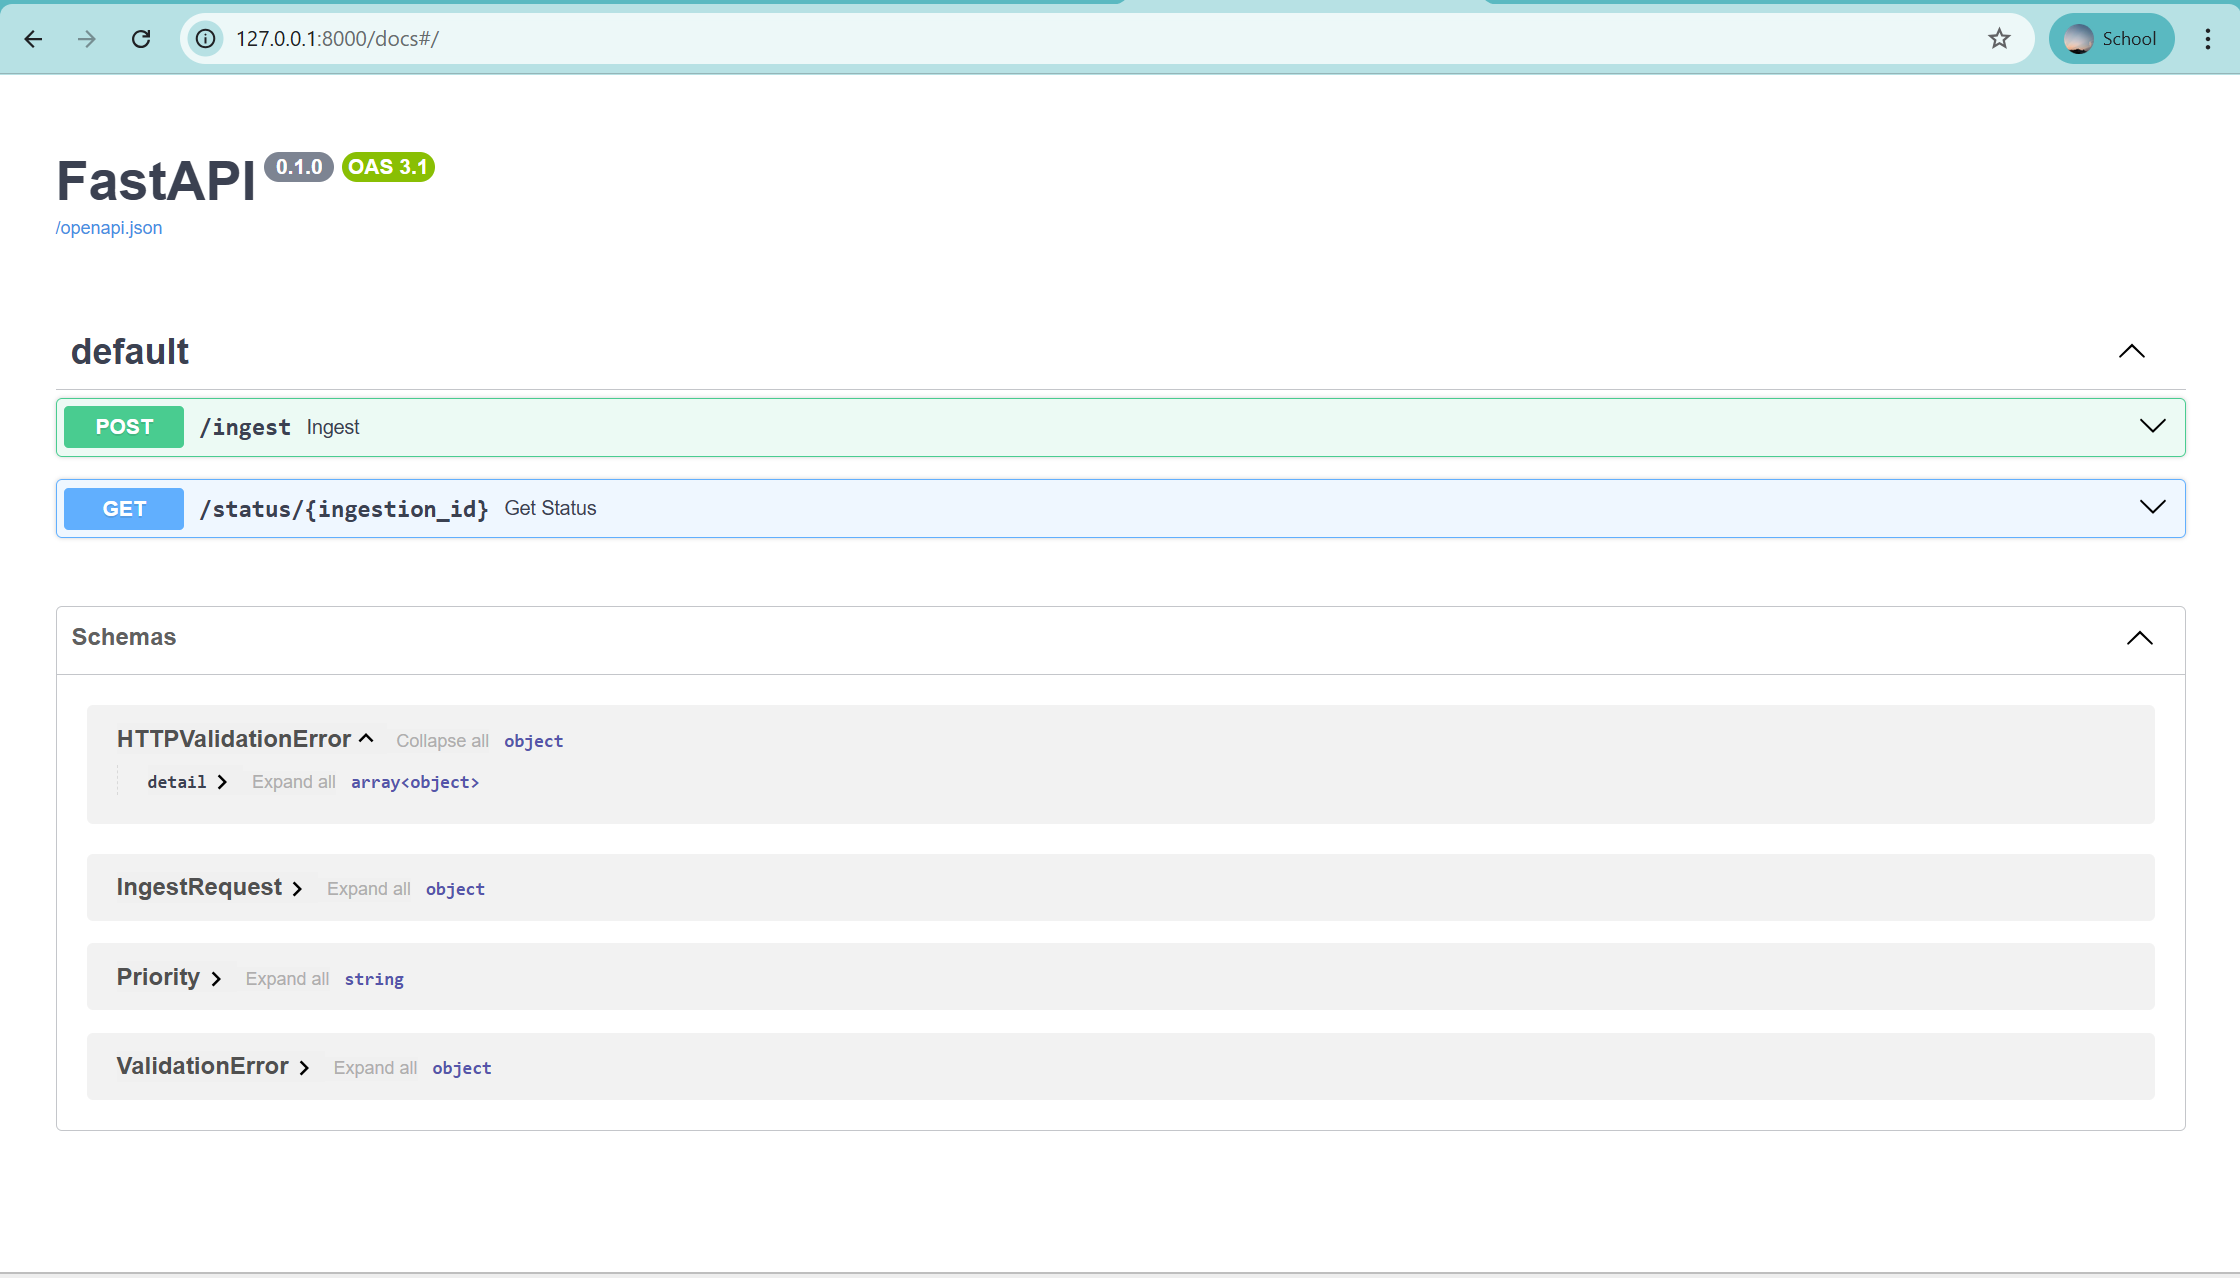 127.0.0.1:8000/docs#/
School
FastAPI 0.1.0 OAS 3.1
/openapi.json
default
POST /ingest Ingest
GET /status/{ingestion_id} Get Status
Schemas
HTTPValidationError Collapse all object
detail Expand all array<object>
IngestRequest Expand all object
Priority Expand all string
ValidationError Expand all object